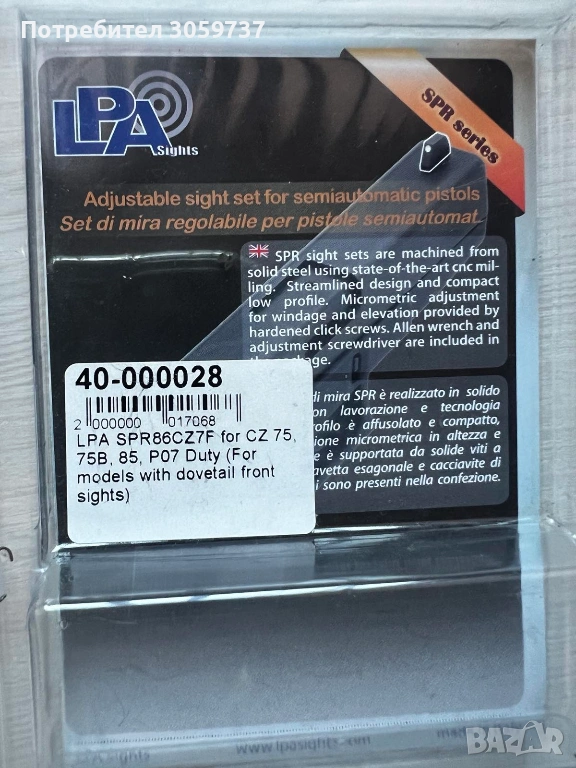 Потребител 3059737
LPA
Sights
SPR series
Adjustable sight set for semiautomatic pistols
Set di mira regolabile per pistole semiautomat.
SPR sight sets are machined from
solid steel using state-of-the-art cnc mil-
ling. Streamlined design and compact
low profile. Micrometric adjustment
for windage and elevation provided by
hardened click screws. Allen wrench and
adjustment screwdriver are included in
di mira SPR è realizzato in solido
lavorazione e tecnologia
è affusolato e compatto,
micrometrica in altezza e
è supportata da solide viti a
esagonale e cacciavite di
sono presenti nella confezione.
40-000028
2 000000 017068
LPA SPR86CZ7F for CZ 75,
75B, 85, P07 Duty (For
models with dovetail front
sights)
Sights
www.lpasights.com
BAZAR